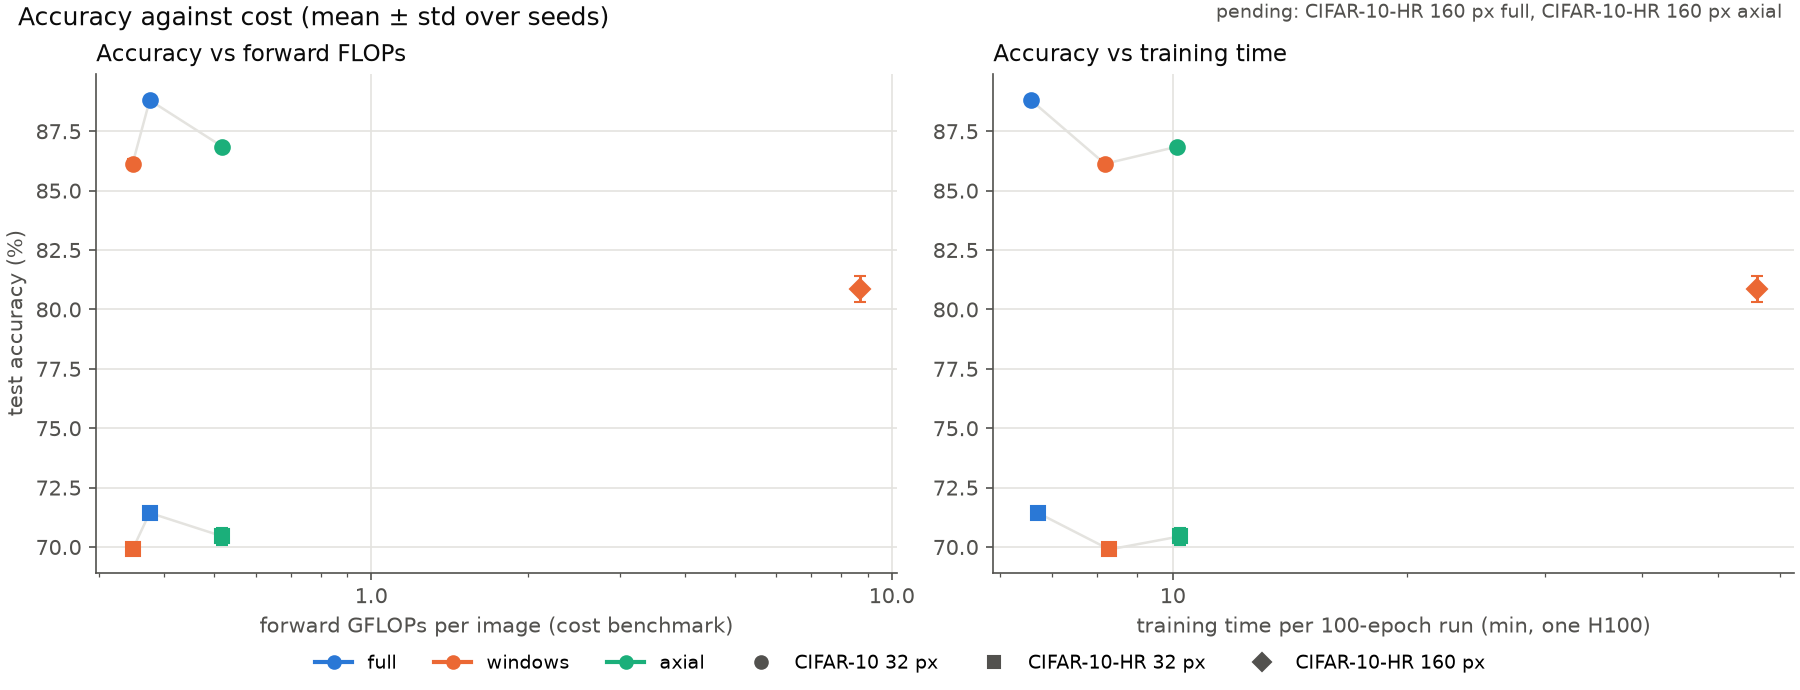 Accuracy against cost (mean ± std over seeds)
pending: CIFAR-10-HR 160 px full, CIFAR-10-HR 160 px axial
Accuracy vs forward FLOPs
test accuracy (%)
87.5
85.0
82.5
80.0
77.5
75.0
72.5
70.0
1.0
10.0
forward GFLOPs per image (cost benchmark)
Accuracy vs training time
87.5
85.0
82.5
80.0
77.5
75.0
72.5
70.0
10
training time per 100-epoch run (min, one H100)
full
windows
axial
CIFAR-10 32 px
CIFAR-10-HR 32 px
CIFAR-10-HR 160 px